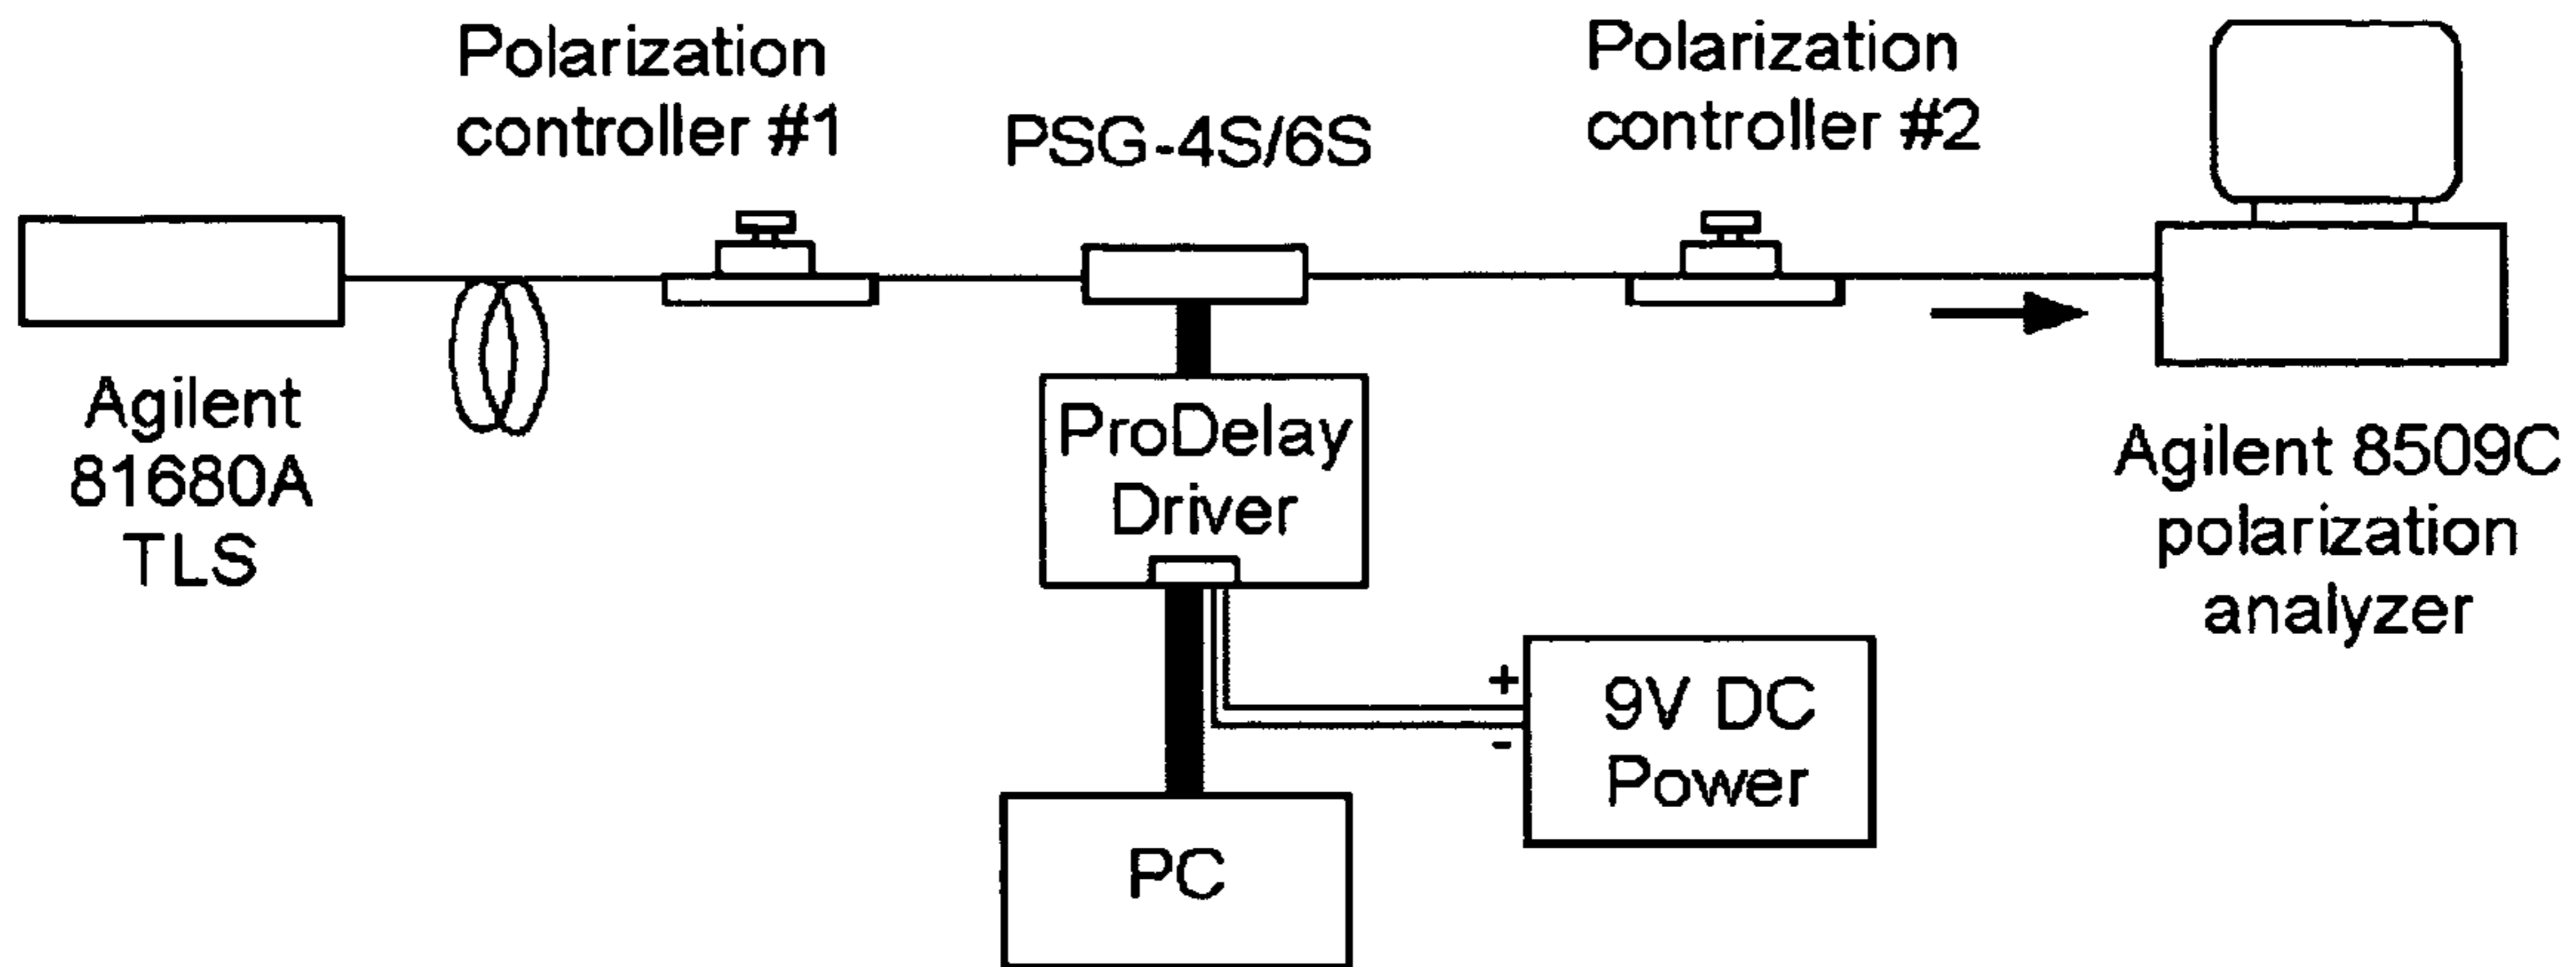 Polarization
controller #1
PSG-4S/6S
Polarization
controller #2
Agilent
81680A
TLS
ProDelay
Driver
Agilent 8509C
polarization
analyzer
+
9V DC
-
Power
PC